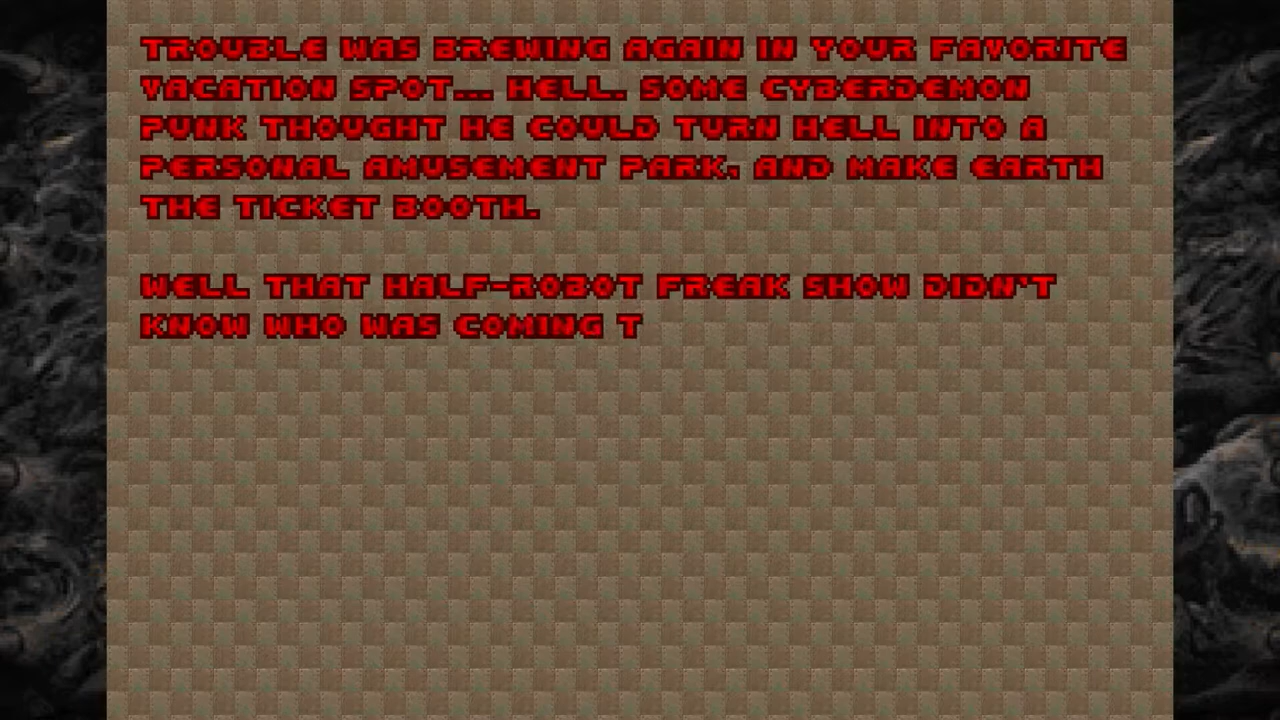 TROUBLE WAS BREWING AGAIN IN YOUR FAVORITE
VACATION SPOT... HELL. SOME CYBERDEMON
PUNK THOUGHT HE COULD TURN HELL INTO A
PERSONAL AMUSEMENT PARK, AND MAKE EARTH
THE TICKET BOOTH.
WELL THAT HALF-ROBOT FREAK SHOW DIDN'T
KNOW WHO WAS COMING T